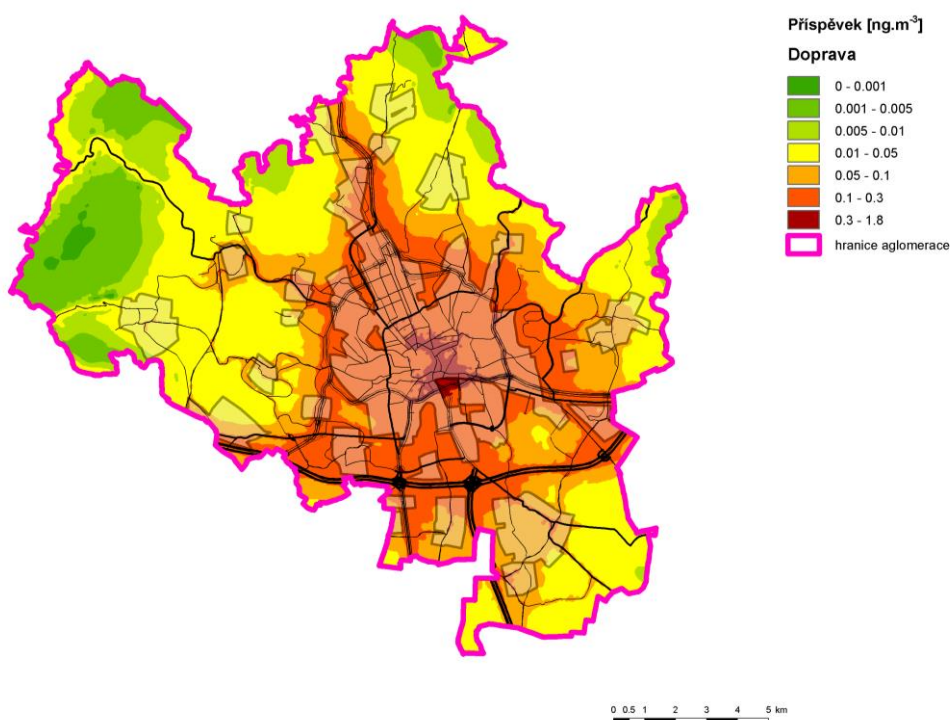 Příspěvek [ng.m-3]
Doprava
0 - 0.001
0.001 - 0.005
0.005 - 0.01
0.01 - 0.05
0.05 - 0.1
0.1 - 0.3
0.3 - 1.8
hranice aglomerace
0 0.5 1 2 3 4 5 km